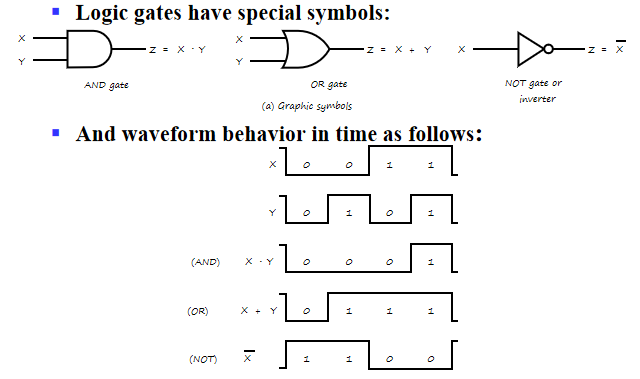 Logic gates have special symbols:
X
Y
Z = X · Y
AND gate
X
Y
Z = X + Y
OR gate
X
Z = X̅
NOT gate or
inverter
(a) Graphic symbols
And waveform behavior in time as follows:
X 0 0 1 1
Y 0 1 0 1
(AND) X · Y 0 0 0 1
(OR) X + Y 0 1 1 1
(NOT) X̅ 1 1 0 0